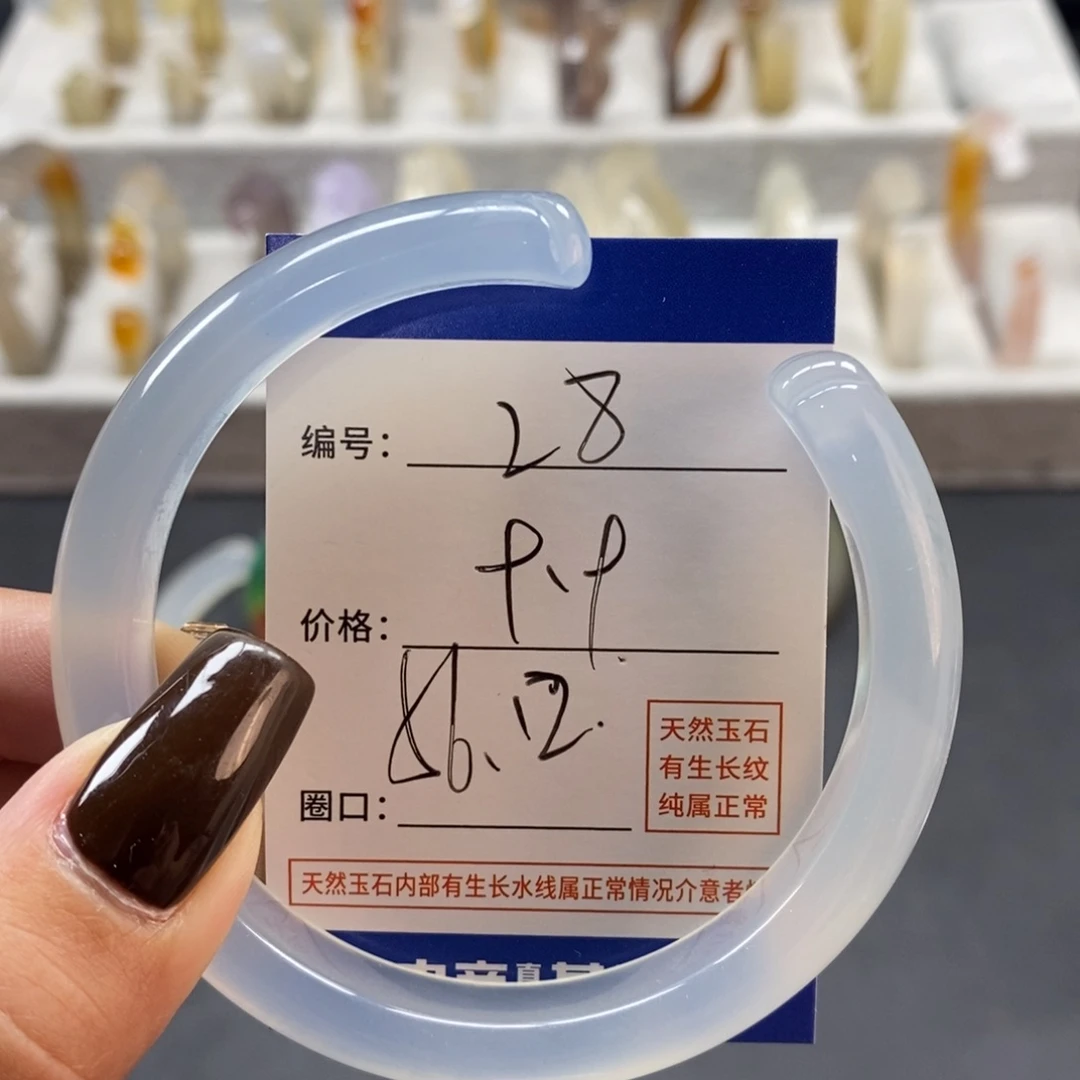 编号： 28
价格： 9.9
圈口：
天然玉石
有生长纹
纯属正常
天然玉石内部有生长水线属正常情况介意者